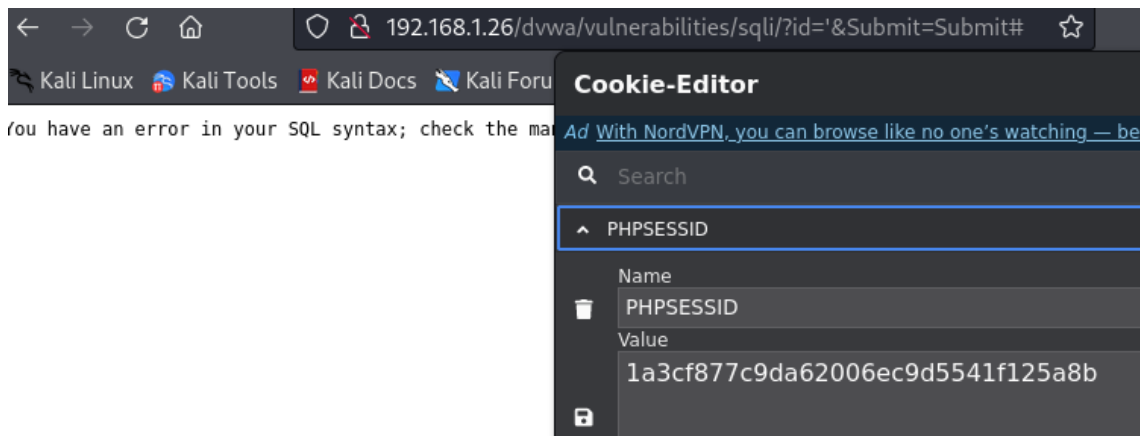 192.168.1.26/dvwa/vulnerabilities/sqli/?id='&Submit=Submit#
Kali Linux Kali Tools Kali Docs Kali Foru
You have an error in your SQL syntax; check the mar
Cookie-Editor
Ad With NordVPN, you can browse like no one’s watching — be
Search
PHPSESSID
Name
PHPSESSID
Value
1a3cf877c9da62006ec9d5541f125a8b